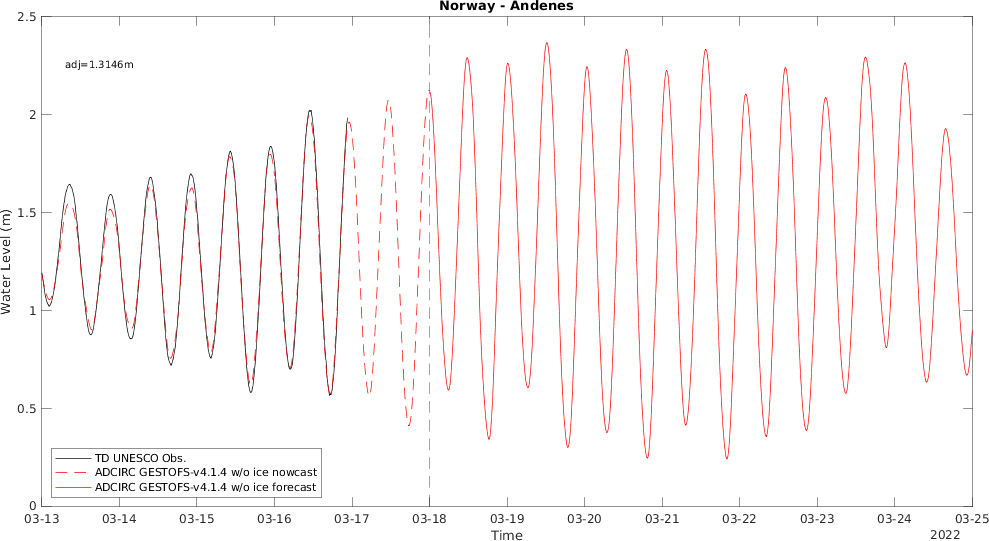 Norway - Andenes
2.5
adj=1.3146m
2
1.5
Water Level (m)
1
0.5
TD UNESCO Obs.
ADCIRC GESTOFS-v4.1.4 w/o ice nowcast
ADCIRC GESTOFS-v4.1.4 w/o ice forecast
0
03-13 03-14 03-15 03-16 03-17 03-18 03-19 03-20 03-21 03-22 03-23 03-24 03-25
Time
2022